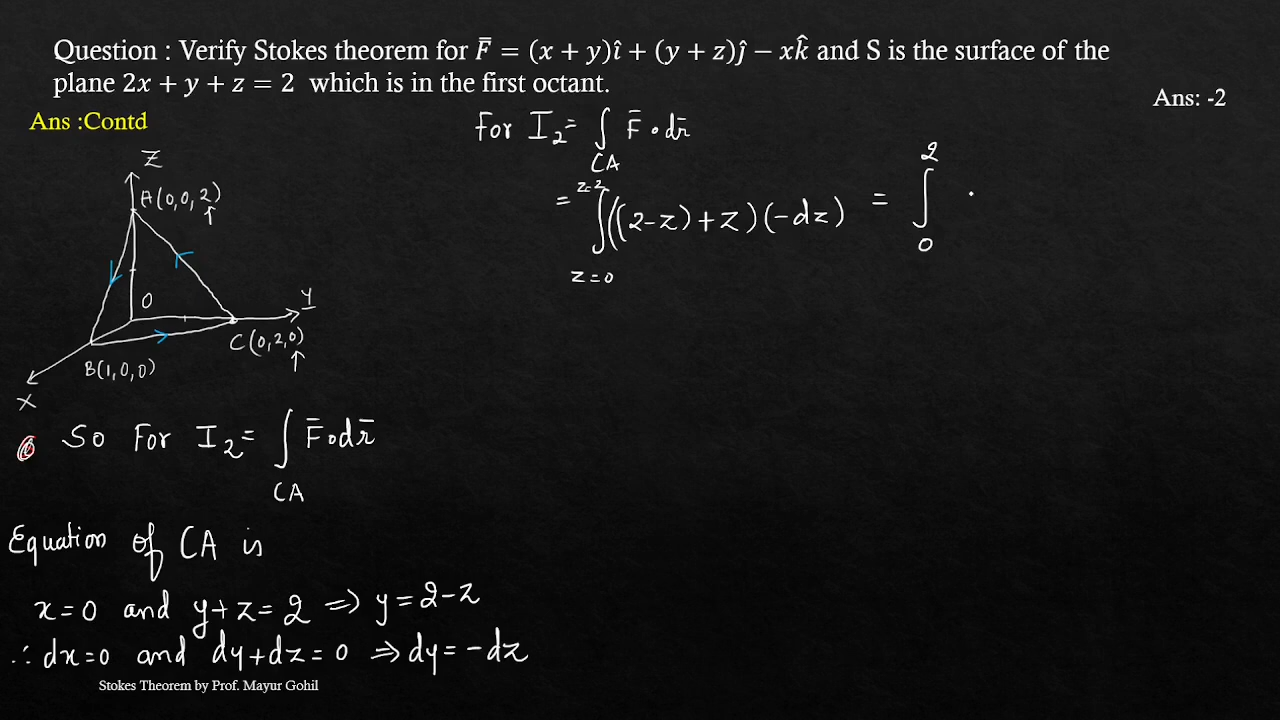 Question : Verify Stokes theorem for F̄ = (x + y)î + (y + z)ĵ − xk̂ and S is the surface of the
plane 2x + y + z = 2 which is in the first octant.
Ans: -2
Ans :Contd
Z
A(0,0,2)
O
Y
C(0,2,0)
B(1,0,0)
X
So For I₂ = ∫ F̄∘dr̄
CA
Equation of CA is
x=0 and y+z=2 ⇒ y=2-z
∴ dx=0 and dy+dz=0 ⇒ dy=-dz
For I₂ = ∫ F̄∘dr̄
CA
z=2
= ∫((2-z)+z)(-dz) = ∫
z=0
2
0
Stokes Theorem by Prof. Mayur Gohil